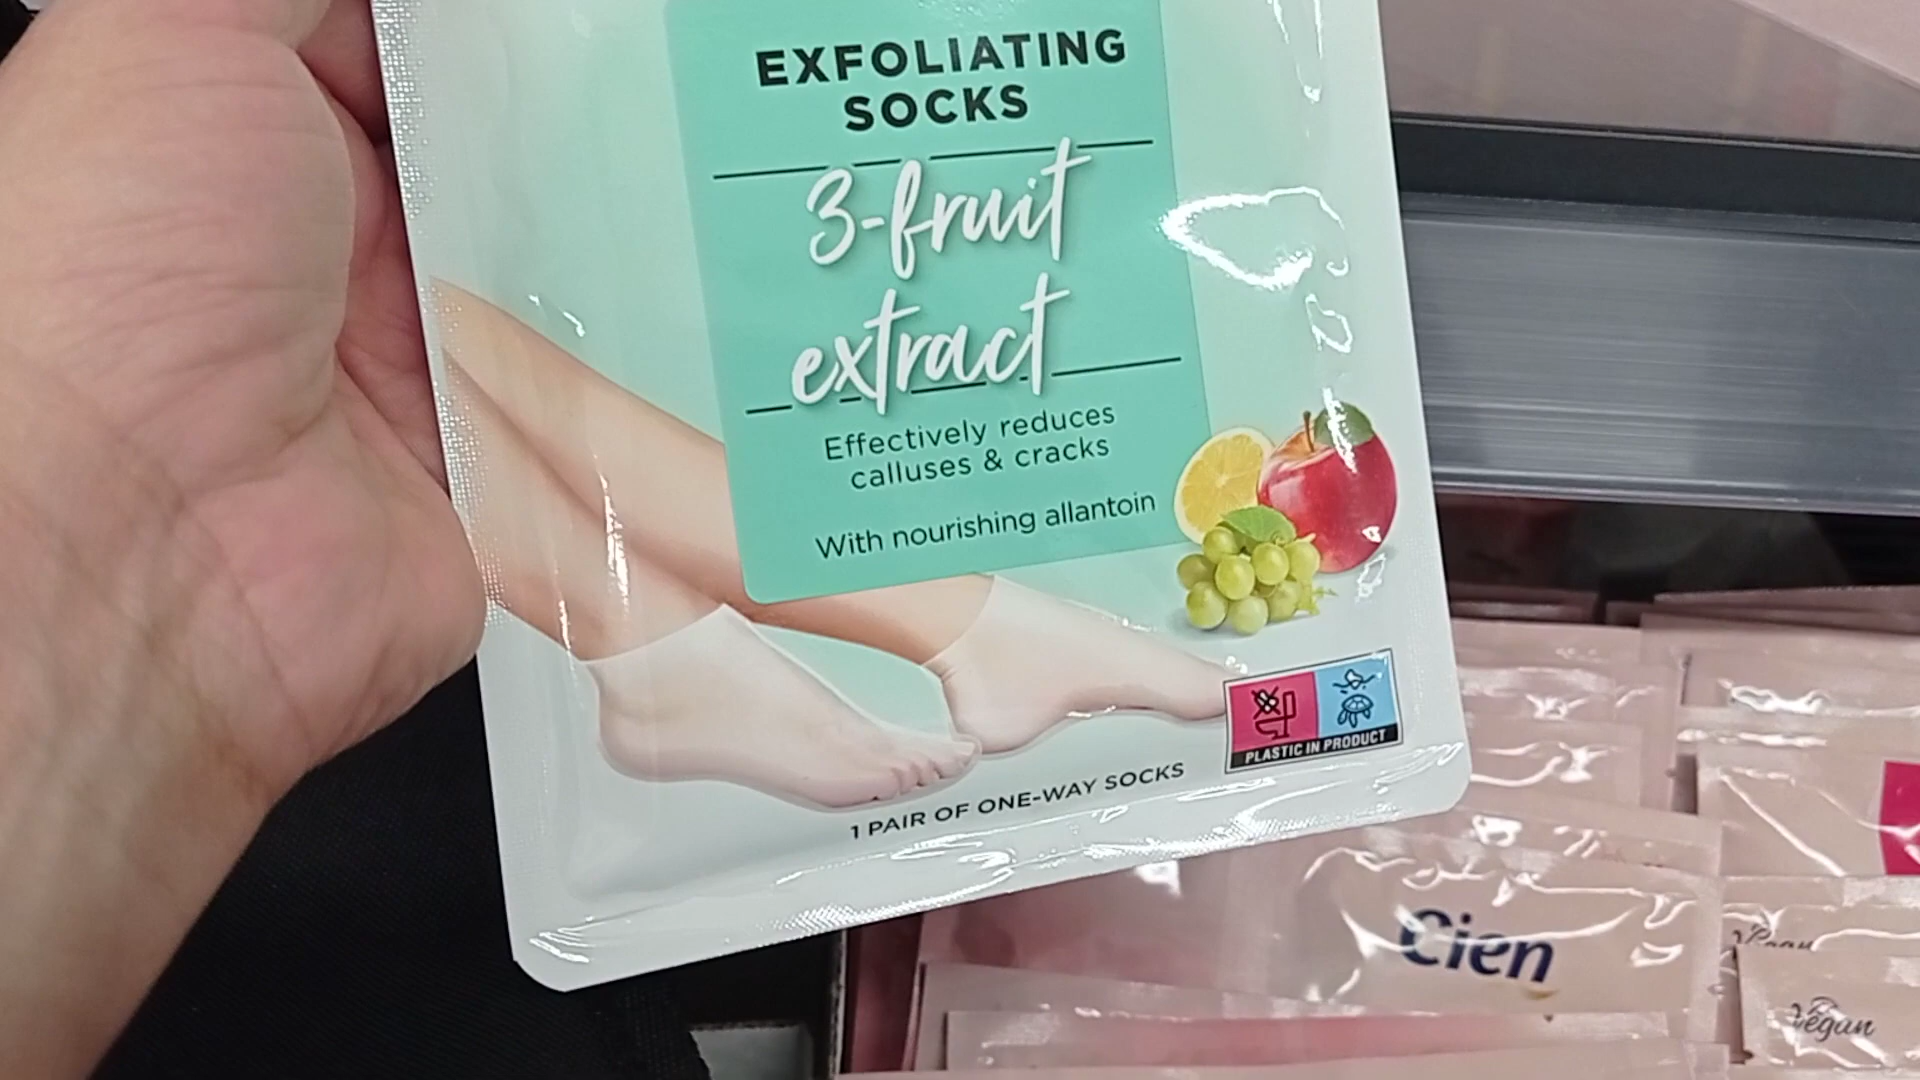 EXFOLIATING
SOCKS
3-fruit
extract
Effectively reduces
calluses & cracks
With nourishing allantoin
PLASTIC IN PRODUCT
1 PAIR OF ONE-WAY SOCKS
Cien
Vegan
Vegan